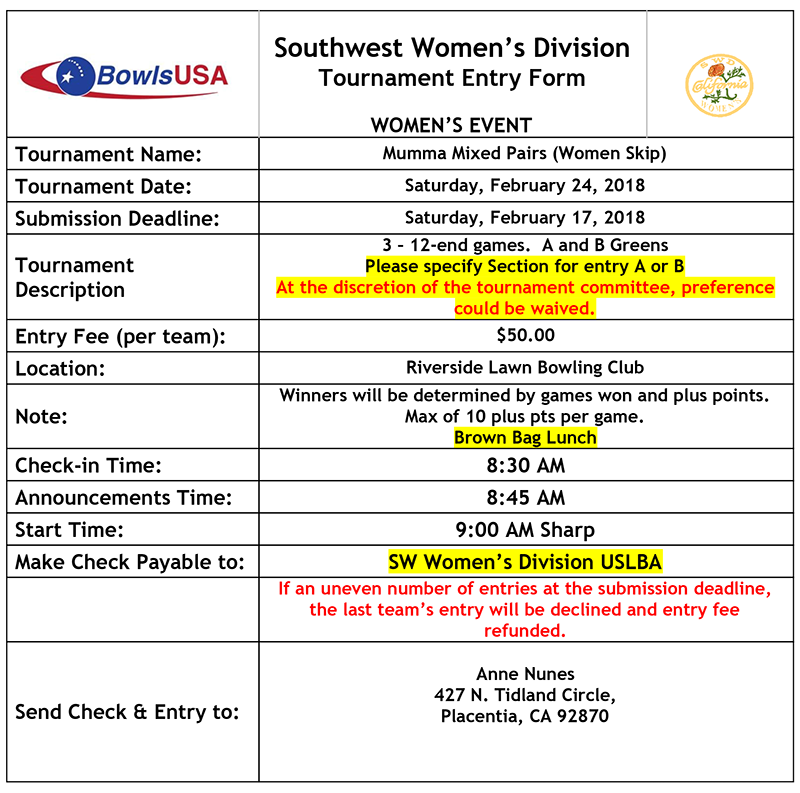 BowlsUSA
Southwest Women's Division
Tournament Entry Form
WOMEN'S EVENT
SWD
California
WOMEN'S
Tournament Name:
Mumma Mixed Pairs (Women Skip)
Tournament Date:
Saturday, February 24, 2018
Submission Deadline:
Saturday, February 17, 2018
Tournament
Description
3 – 12-end games.  A and B Greens
Please specify Section for entry A or B
At the discretion of the tournament committee, preference
could be waived.
Entry Fee (per team):
$50.00
Location:
Riverside Lawn Bowling Club
Note:
Winners will be determined by games won and plus points.
Max of 10 plus pts per game.
Brown Bag Lunch
Check-in Time:
8:30 AM
Announcements Time:
8:45 AM
Start Time:
9:00 AM Sharp
Make Check Payable to:
SW Women's Division USLBA
If an uneven number of entries at the submission deadline,
the last team's entry will be declined and entry fee
refunded.
Send Check & Entry to:
Anne Nunes
427 N. Tidland Circle,
Placentia, CA 92870